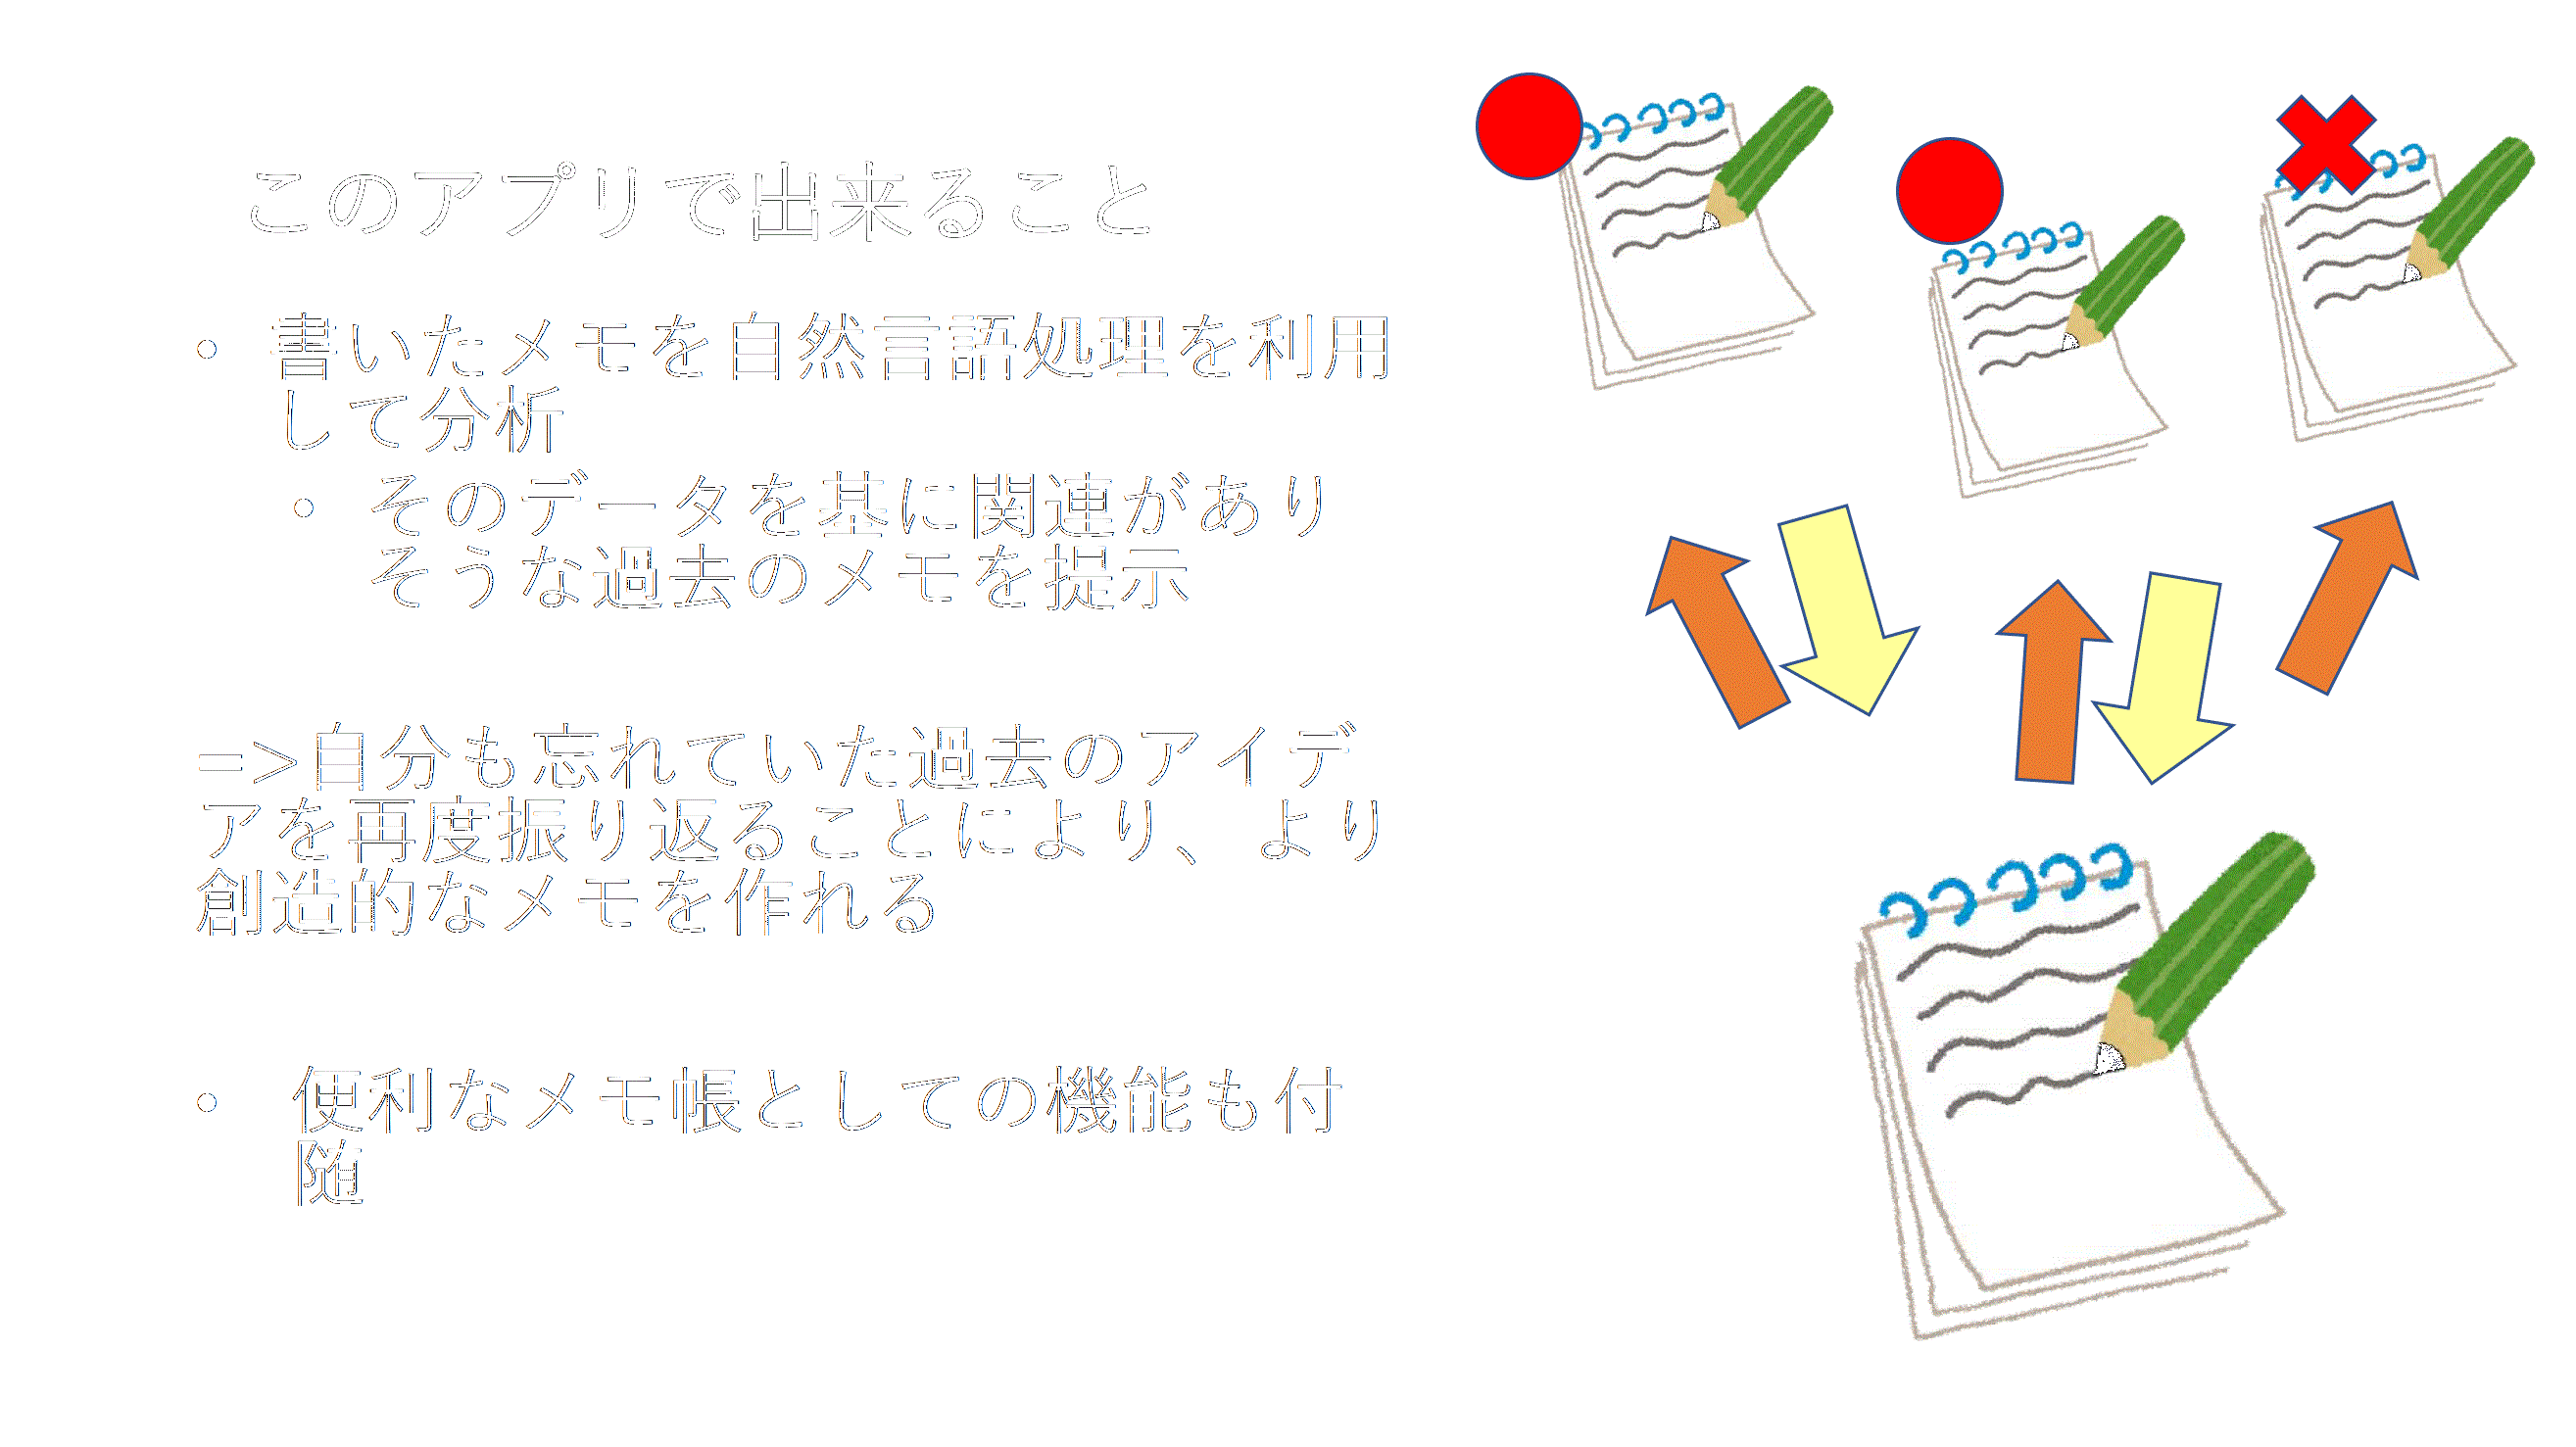 このアプリで出来ること
• 書いたメモを自然言語処理を利用
して分析
• そのデータを基に関連があり
そうな過去のメモを提示
=>自分も忘れていた過去のアイデ
アを再度振り返ることにより、より
創造的なメモを作れる
• 便利なメモ帳としての機能も付
随